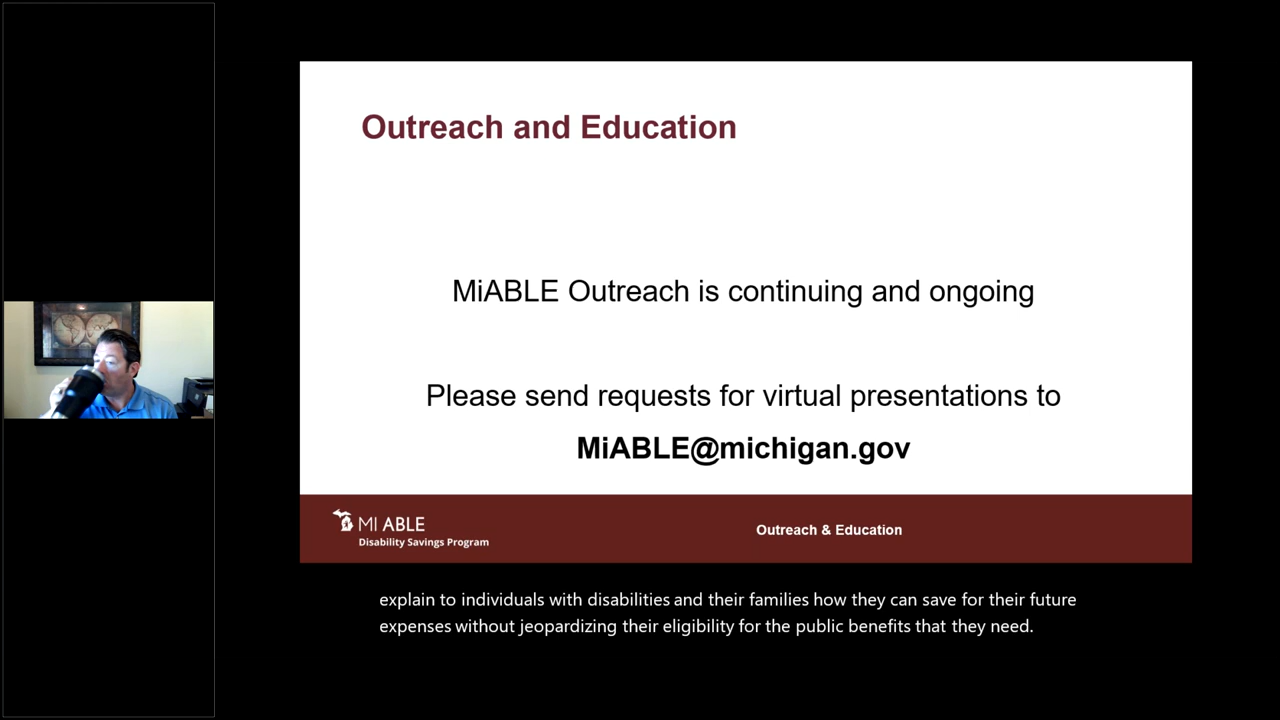 Outreach and Education
MiABLE Outreach is continuing and ongoing
Please send requests for virtual presentations to
MiABLE@michigan.gov
MI ABLE
Disability Savings Program
Outreach & Education
explain to individuals with disabilities and their families how they can save for their future
expenses without jeopardizing their eligibility for the public benefits that they need.